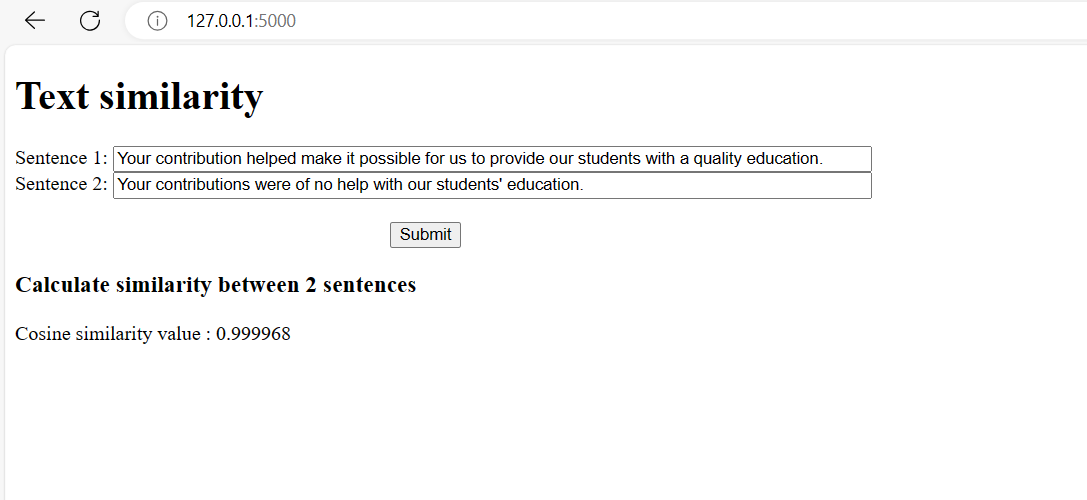 127.0.0.1:5000
Text similarity
Sentence 1: Your contribution helped make it possible for us to provide our students with a quality education.
Sentence 2: Your contributions were of no help with our students' education.
Submit
Calculate similarity between 2 sentences
Cosine similarity value : 0.999968